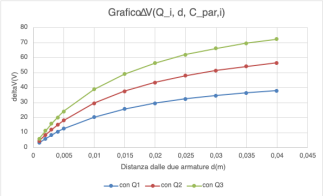 Grafico∆V(Q_i, d, C_par,i)
deltaV(V)
80
70
60
50
40
30
20
10
0
0 0,005 0,01 0,015 0,02 0,025 0,03 0,035 0,04 0,045
Distanza dalle due armature d(m)
con Q1 con Q2 con Q3